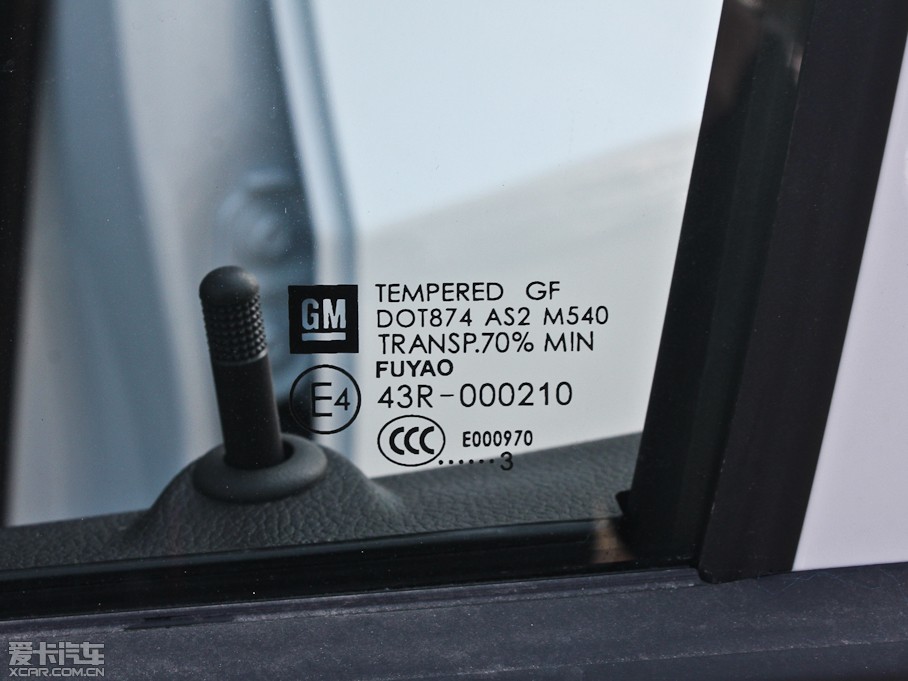 GM
TEMPERED GF
DOT874 AS2 M540
TRANSP.70% MIN
FUYAO
E4
43R-000210
CCC
E000970
......3
爱卡汽车
XCAR.COM.CN